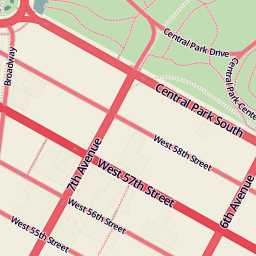 Central Park Drive
Broadway
Central Park-Cente
Central Park South
West 58th Street
7th Avenue
West 57th Street
6th Avenue
West 56th Street
West 55th Street